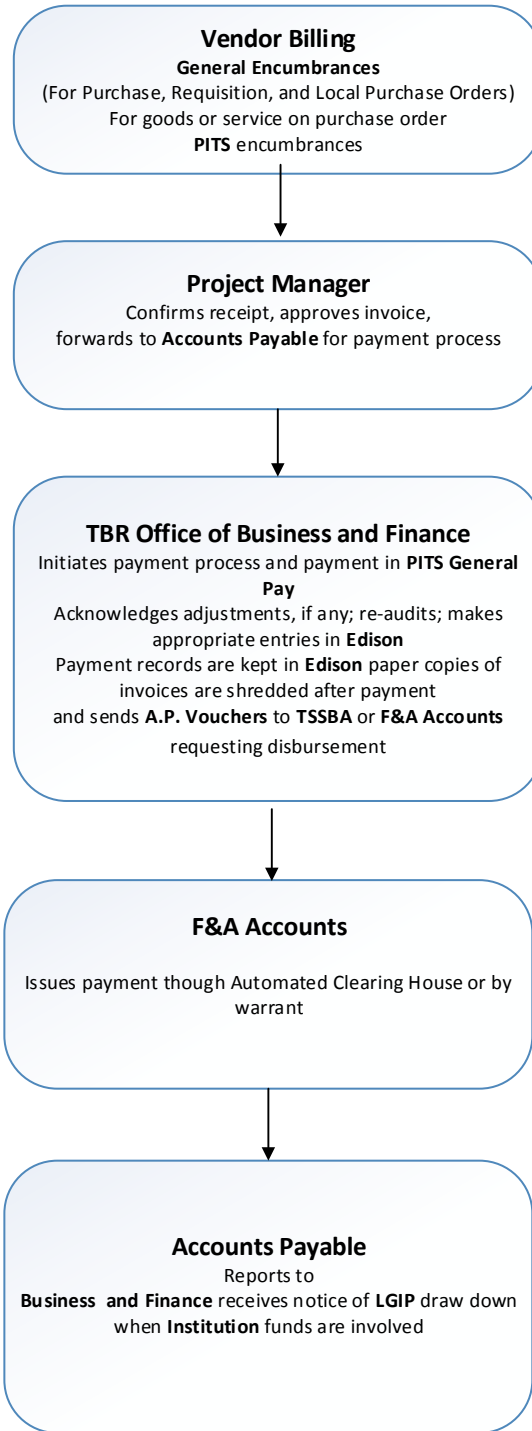 Vendor Billing
General Encumbrances
(For Purchase, Requisition, and Local Purchase Orders)
For goods or service on purchase order
PITS encumbrances
Project Manager
Confirms receipt, approves invoice,
forwards to Accounts Payable for payment process
TBR Office of Business and Finance
Initiates payment process and payment in PITS General
Pay
Acknowledges adjustments, if any; re-audits; makes
appropriate entries in Edison
Payment records are kept in Edison paper copies of
invoices are shredded after payment
and sends A.P. Vouchers to TSSBA or F&A Accounts
requesting disbursement
F&A Accounts
Issues payment though Automated Clearing House or by
warrant
Accounts Payable
Reports to
Business and Finance receives notice of LGIP draw down
when Institution funds are involved